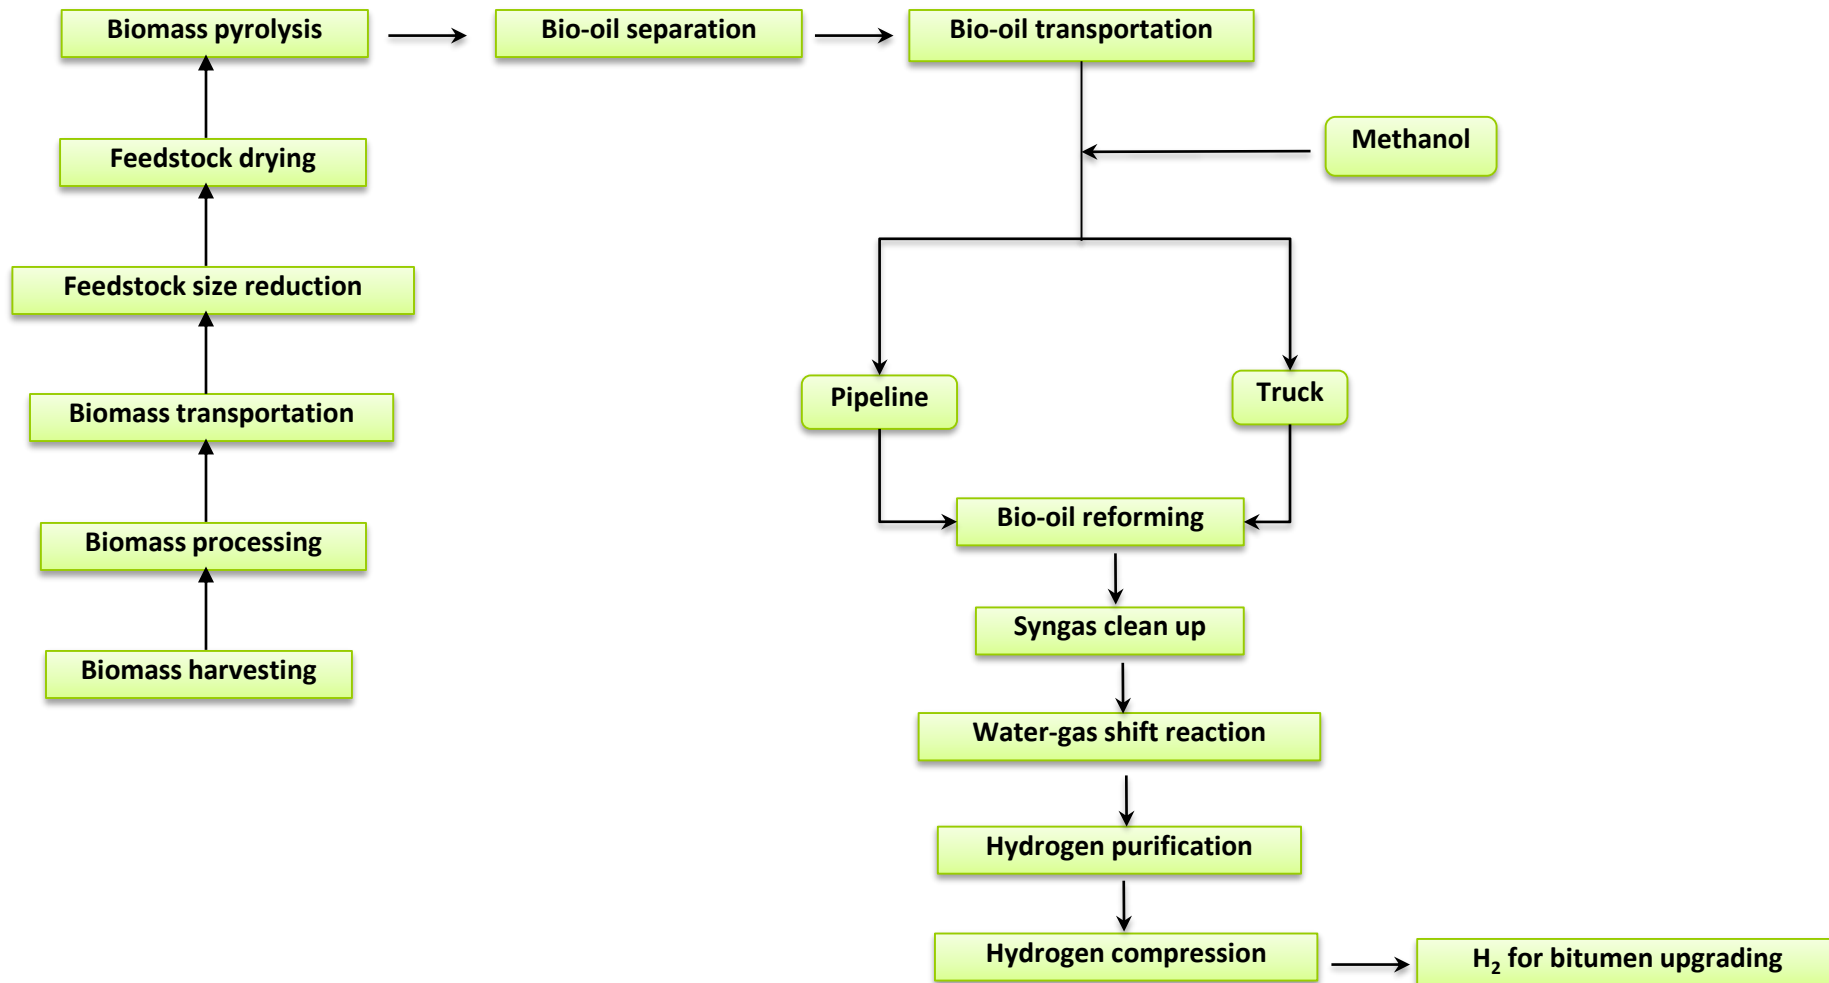 Biomass pyrolysis
Bio-oil separation
Bio-oil transportation
Methanol
Feedstock drying
Feedstock size reduction
Pipeline
Truck
Biomass transportation
Bio-oil reforming
Biomass processing
Syngas clean up
Biomass harvesting
Water-gas shift reaction
Hydrogen purification
Hydrogen compression
H₂ for bitumen upgrading